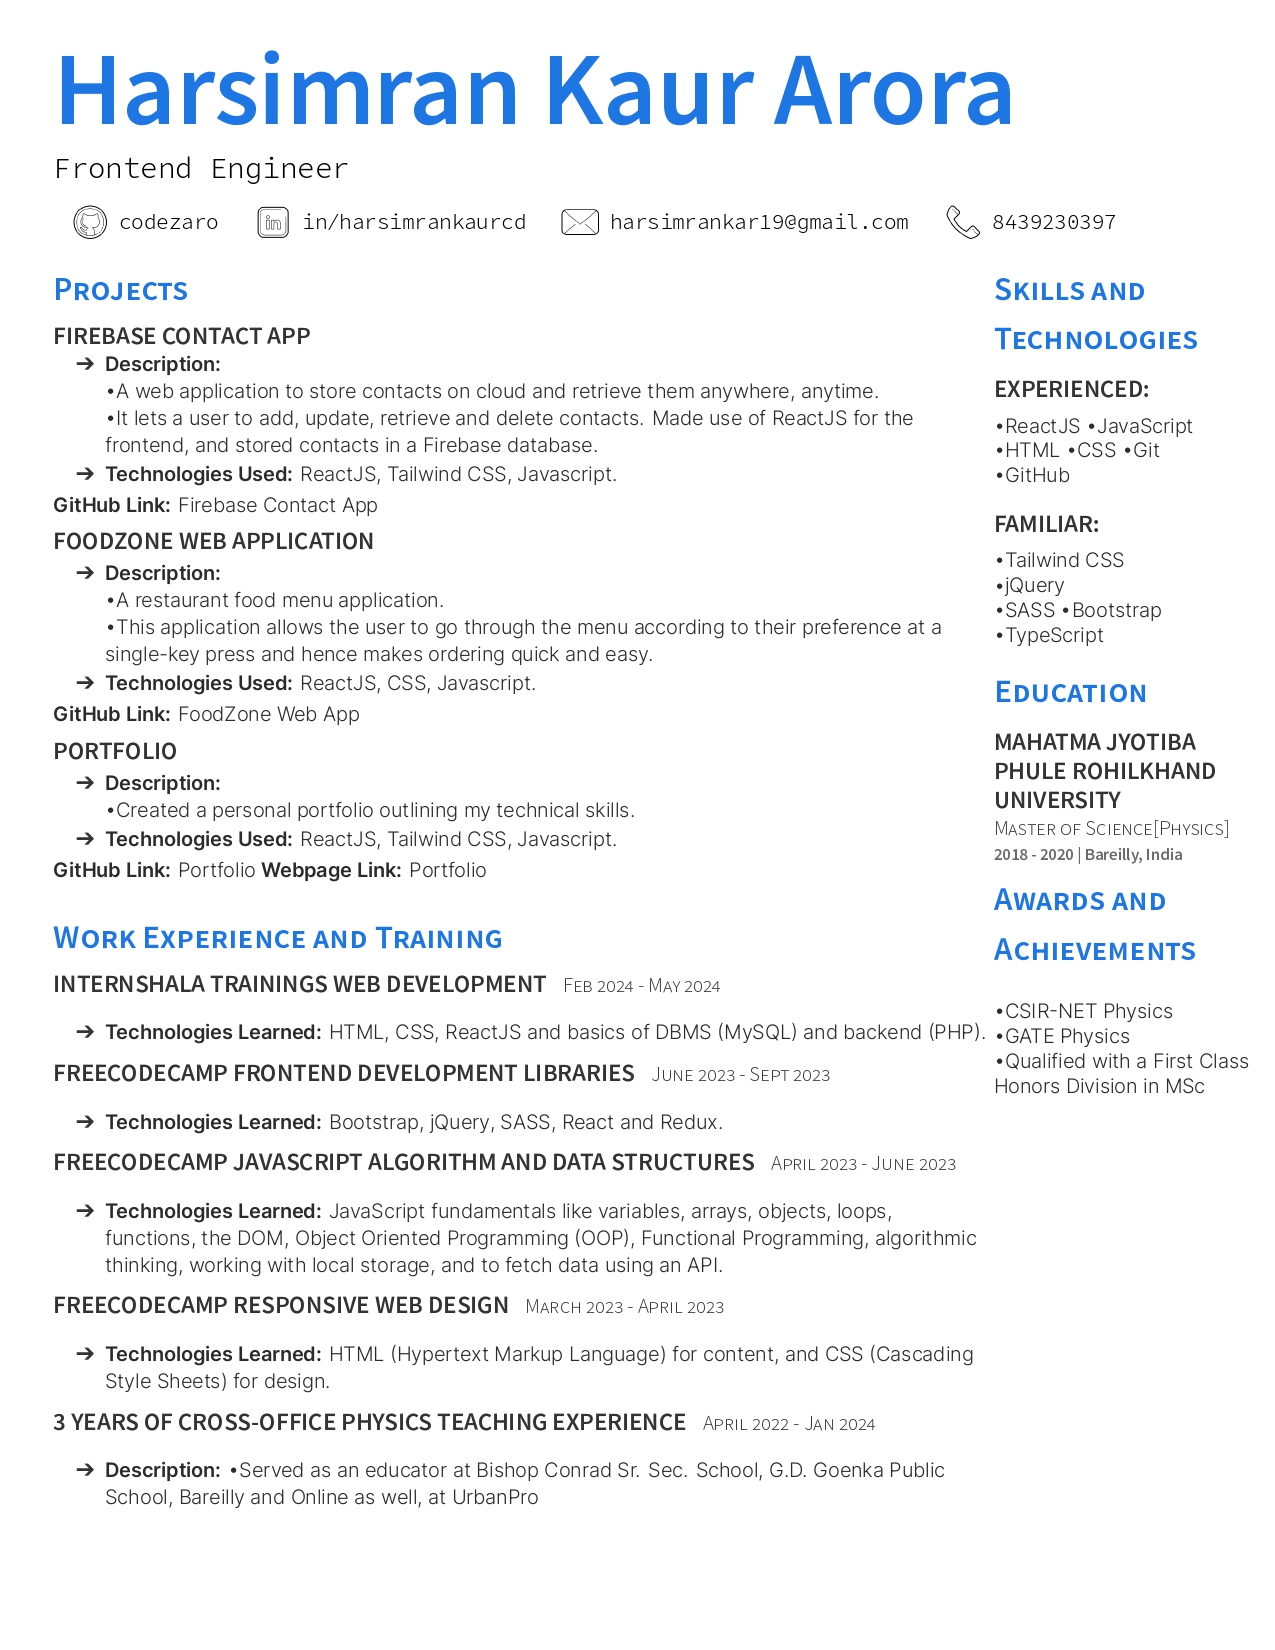 Harsimran Kaur Arora
Frontend Engineer
codezaro in/harsimrankaurcd harsimrankar19@gmail.com 8439230397
Projects
FIREBASE CONTACT APP
➔ Description:
•A web application to store contacts on cloud and retrieve them anywhere, anytime.
•It lets a user to add, update, retrieve and delete contacts. Made use of ReactJS for the
frontend, and stored contacts in a Firebase database.
➔ Technologies Used: ReactJS, Tailwind CSS, Javascript.
GitHub Link: Firebase Contact App
FOODZONE WEB APPLICATION
➔ Description:
•A restaurant food menu application.
•This application allows the user to go through the menu according to their preference at a
single-key press and hence makes ordering quick and easy.
➔ Technologies Used: ReactJS, CSS, Javascript.
GitHub Link: FoodZone Web App
PORTFOLIO
➔ Description:
•Created a personal portfolio outlining my technical skills.
➔ Technologies Used: ReactJS, Tailwind CSS, Javascript.
GitHub Link: Portfolio Webpage Link: Portfolio
Work Experience and Training
INTERNSHALA TRAININGS WEB DEVELOPMENT Feb 2024 - May 2024
➔ Technologies Learned: HTML, CSS, ReactJS and basics of DBMS (MySQL) and backend (PHP).
FREECODECAMP FRONTEND DEVELOPMENT LIBRARIES June 2023 - Sept 2023
➔ Technologies Learned: Bootstrap, jQuery, SASS, React and Redux.
FREECODECAMP JAVASCRIPT ALGORITHM AND DATA STRUCTURES April 2023 - June 2023
➔ Technologies Learned: JavaScript fundamentals like variables, arrays, objects, loops,
functions, the DOM, Object Oriented Programming (OOP), Functional Programming, algorithmic
thinking, working with local storage, and to fetch data using an API.
FREECODECAMP RESPONSIVE WEB DESIGN March 2023 - April 2023
➔ Technologies Learned: HTML (Hypertext Markup Language) for content, and CSS (Cascading
Style Sheets) for design.
3 YEARS OF CROSS-OFFICE PHYSICS TEACHING EXPERIENCE April 2022 - Jan 2024
➔ Description: •Served as an educator at Bishop Conrad Sr. Sec. School, G.D. Goenka Public
School, Bareilly and Online as well, at UrbanPro
Skills and
Technologies
EXPERIENCED:
•ReactJS •JavaScript
•HTML •CSS •Git
•GitHub
FAMILIAR:
•Tailwind CSS
•jQuery
•SASS •Bootstrap
•TypeScript
Education
MAHATMA JYOTIBA
PHULE ROHILKHAND
UNIVERSITY
Master of Science[Physics]
2018 - 2020 | Bareilly, India
Awards and
Achievements
•CSIR-NET Physics
•GATE Physics
•Qualified with a First Class
Honors Division in MSc